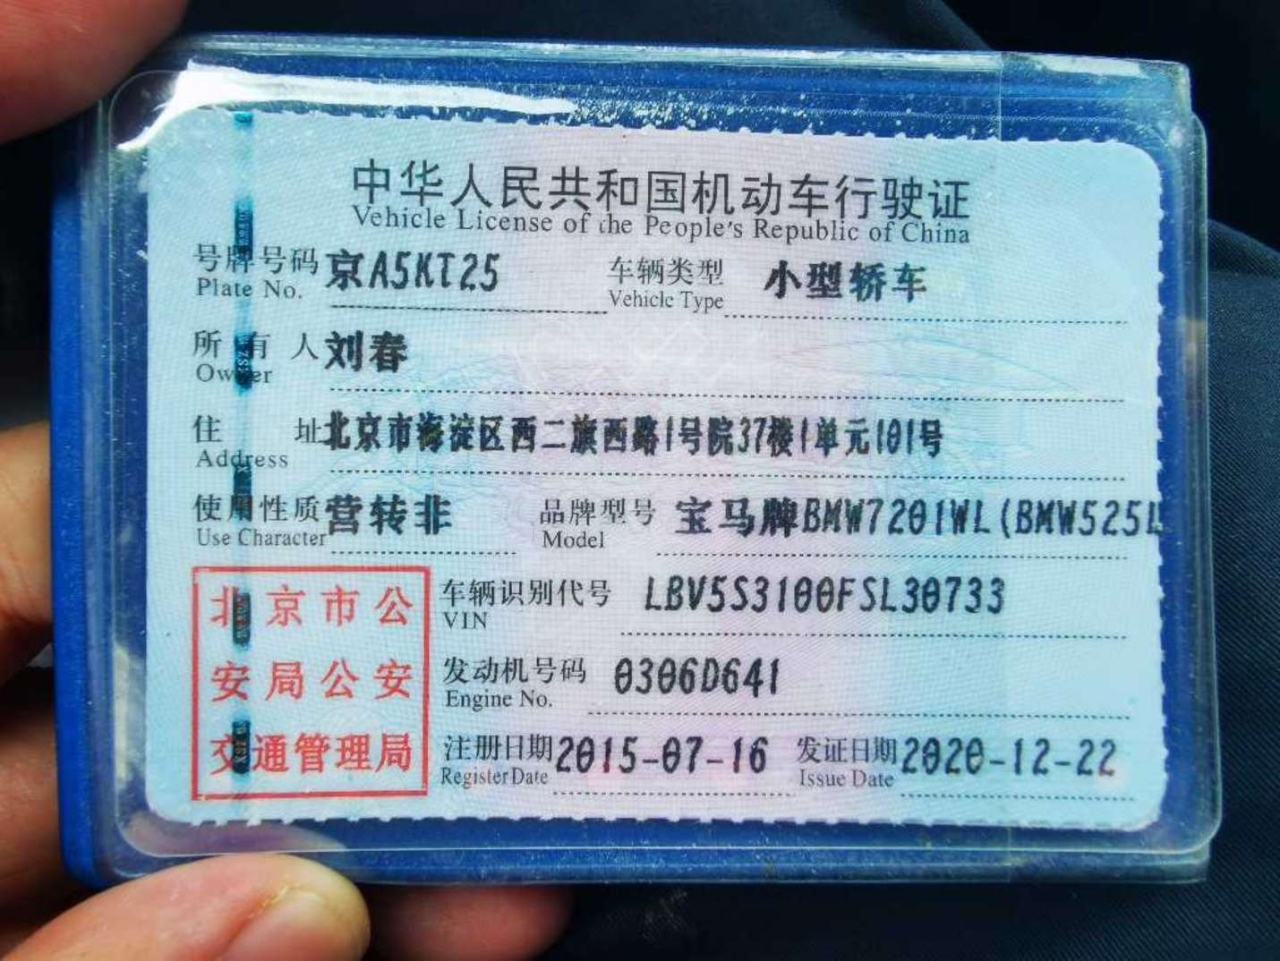 中华人民共和国机动车行驶证
Vehicle License of the People's Republic of China
号牌号码 京A5KT25 车辆类型 小型轿车
Plate No. Vehicle Type
所有人 刘春
Owner
住址 北京市海淀区西二旗西路1号院37楼1单元101号
Address
使用性质 营转非 品牌型号 宝马牌BMW7201WL(BMW525L
Use Character Model
北京市公
安局公安
交通管理局
车辆识别代号 LBV5S3100FSL30733
VIN
发动机号码 0306D641
Engine No.
注册日期 2015-07-16 发证日期 2020-12-22
Register Date Issue Date